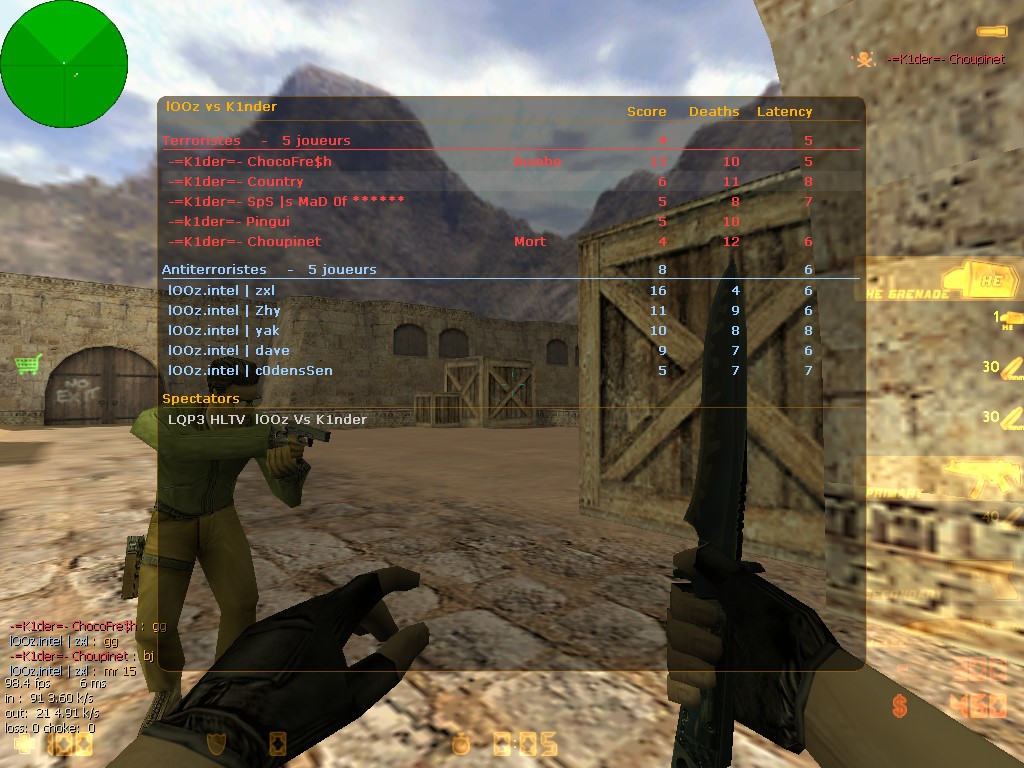 -=K1der=- Choupinet
lOOz vs K1nder Score Deaths Latency
Terroristes - 5 joueurs 4 5
-=K1der=- ChocoFre$h Bombe 13 10 5
-=K1der=- Country 6 11 8
-=K1der=- SpS |s MaD 0f ****** 5 8 7
-=k1der=- Pingui 5 10
-=K1der=- Choupinet Mort 4 12 6
Antiterroristes - 5 joueurs 8 6
lOOz.intel | zxl 16 4 6
lOOz.intel | Zhy 11 9 6
lOOz.intel | yak 10 8 8
lOOz.intel | dave 9 7 6
lOOz.intel | c0densSen 5 7 7
Spectators
LQP3 HLTV lOOz Vs K1nder
HE GRENADE
HE
1
HE
30
30
40
NO EXIT
-=K1der=- ChocoFre$h : gg
lOOz.intel | zxl : gg
-=K1der=- Choupinet : bj
lOOz.intel | zxl : mr 15
98.4 fps 6 ms
in : 91 3.60 k/s
out: 21 4.91 k/s
loss: 0 choke: 0
100 0 0:05
$ 450